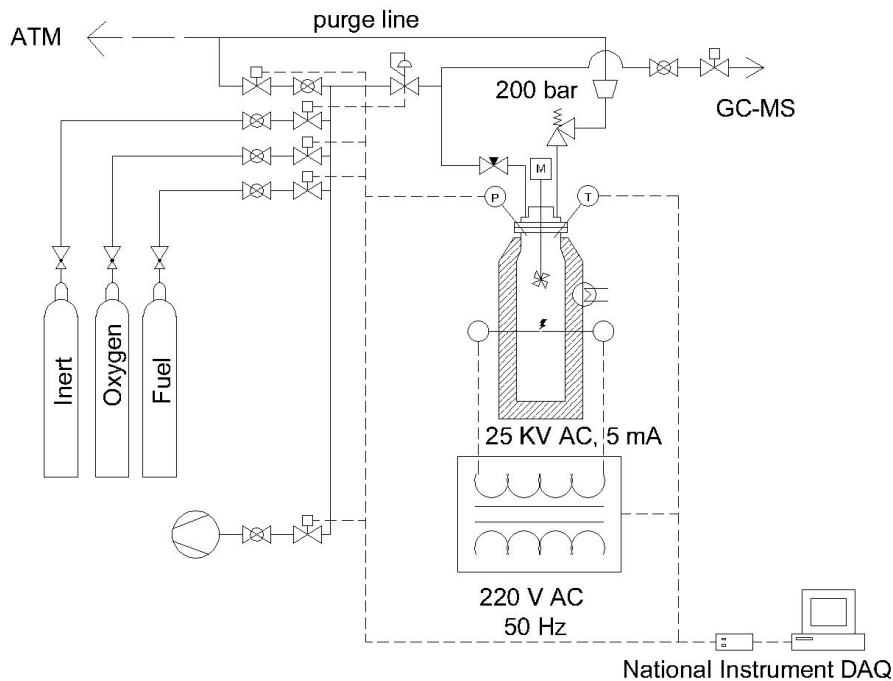 purge line
ATM
200 bar
GC-MS
M
P
T
Inert
Oxygen
Fuel
25 KV AC, 5 mA
220 V AC
50 Hz
National Instrument DAQ